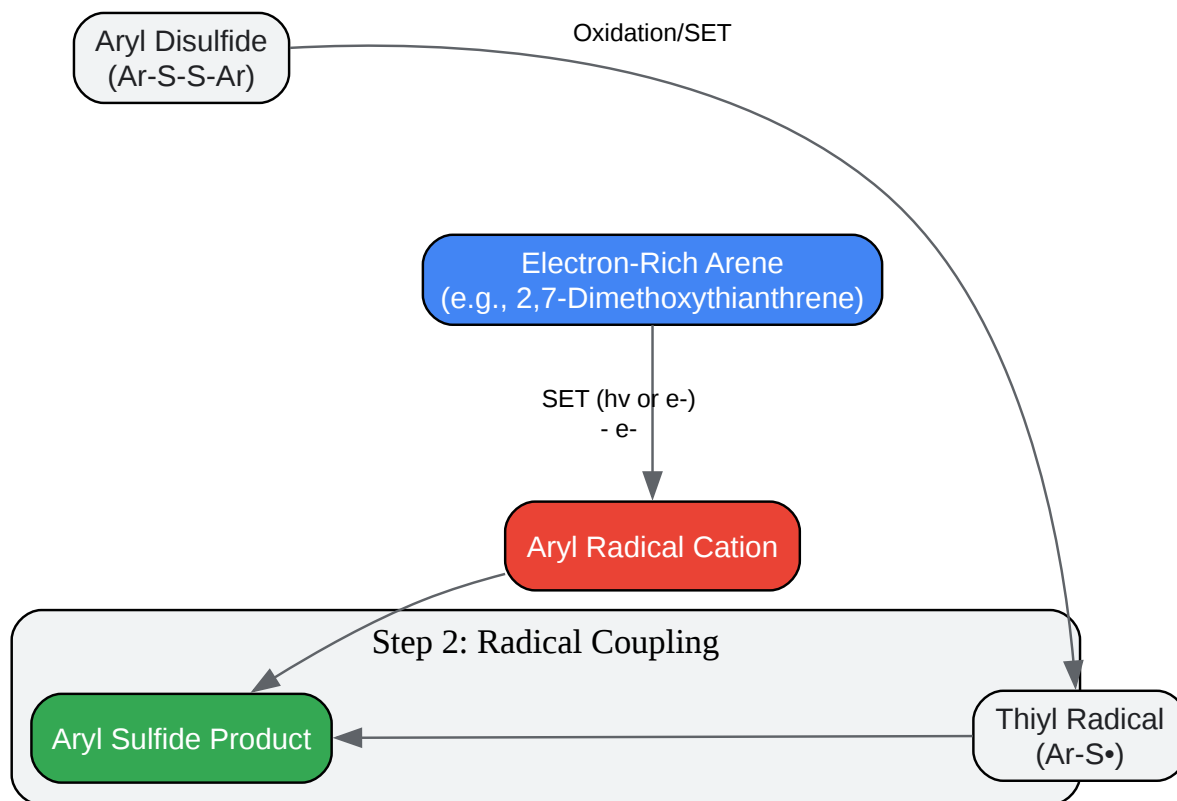 Oxidation/SET
Aryl Disulfide
(Ar-S-S-Ar)
Electron-Rich Arene
(e.g., 2,7-Dimethoxythianthrene)
SET (hv or e-)
- e-
Aryl Radical Cation
Step 2: Radical Coupling
Aryl Sulfide Product
Thiyl Radical
(Ar-S•)